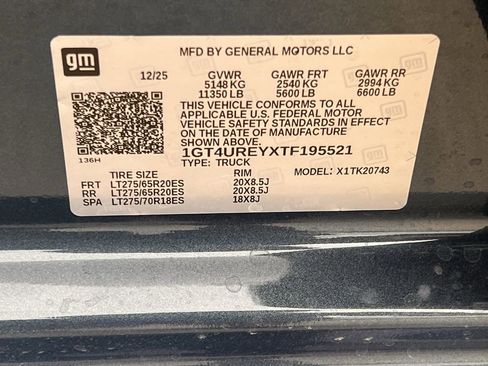 gm
MFD BY GENERAL MOTORS LLC
12/25 GVWR GAWR FRT GAWR RR
5148 KG 2540 KG 2994 KG
11350 LB 5600 LB 6600 LB
THIS VEHICLE CONFORMS TO ALL
APPLICABLE U.S. FEDERAL MOTOR
VEHICLE SAFETY STANDARDS IN EFFECT
ON THE DATE OF MANUFACTURE
SHOWN ABOVE.
1GT4UREYXTF195521
136H
TYPE: TRUCK
TIRE SIZE RIM MODEL: X1TK20743
FRT LT275/65R20ES 20X8.5J
RR LT275/65R20ES 20X8.5J
SPA LT275/70R18ES 18X8J